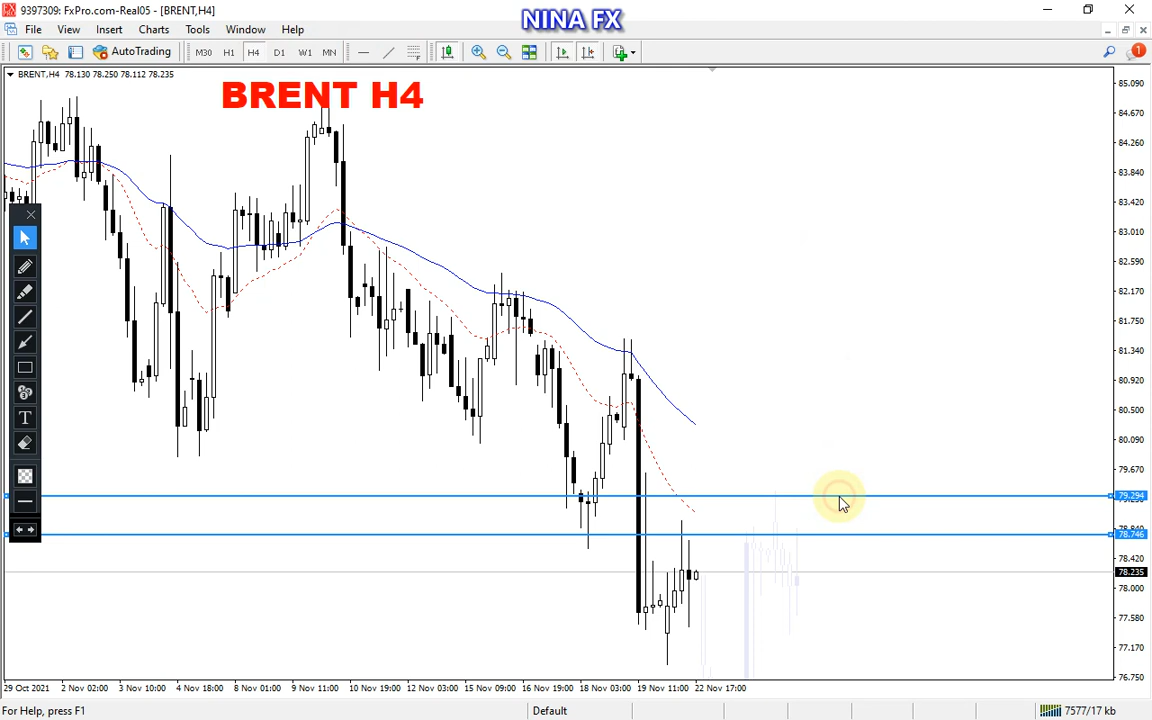 9397309: FxPro.com-Real05 - [BRENT,H4]
NINA FX
File View Insert Charts Tools Window Help
1
AutoTrading M30 H1 H4 D1 W1 MN
BRENT,H4 78.130 78.250 78.112 78.235
BRENT H4
85.090
84.670
84.260
83.840
83.420
83.010
82.590
82.170
81.750
81.340
80.920
80.500
80.090
79.670
79.294
78.746
78.420
78.235
78.000
77.580
77.170
76.750
T
29 Oct 2021 2 Nov 02:00 3 Nov 10:00 4 Nov 18:00 8 Nov 01:00 9 Nov 11:00 10 Nov 19:00 12 Nov 03:00 15 Nov 09:00 16 Nov 19:00 18 Nov 03:00 19 Nov 11:00 22 Nov 17:00
For Help, press F1 Default 7577/17 kb